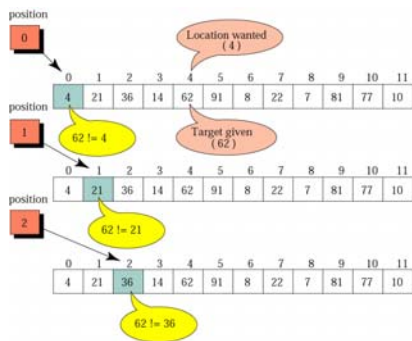 position
0
Location wanted
( 4 )
0 1 2 3 4 5 6 7 8 9 10 11
4 21 36 14 62 91 8 22 7 81 77 10
position
1
62 != 4
Target given
( 62 )
0 1 2 3 4 5 6 7 8 9 10 11
4 21 36 14 62 91 8 22 7 81 77 10
position
2
62 != 21
0 1 2 3 4 5 6 7 8 9 10 11
4 21 36 14 62 91 8 22 7 81 77 10
62 != 36